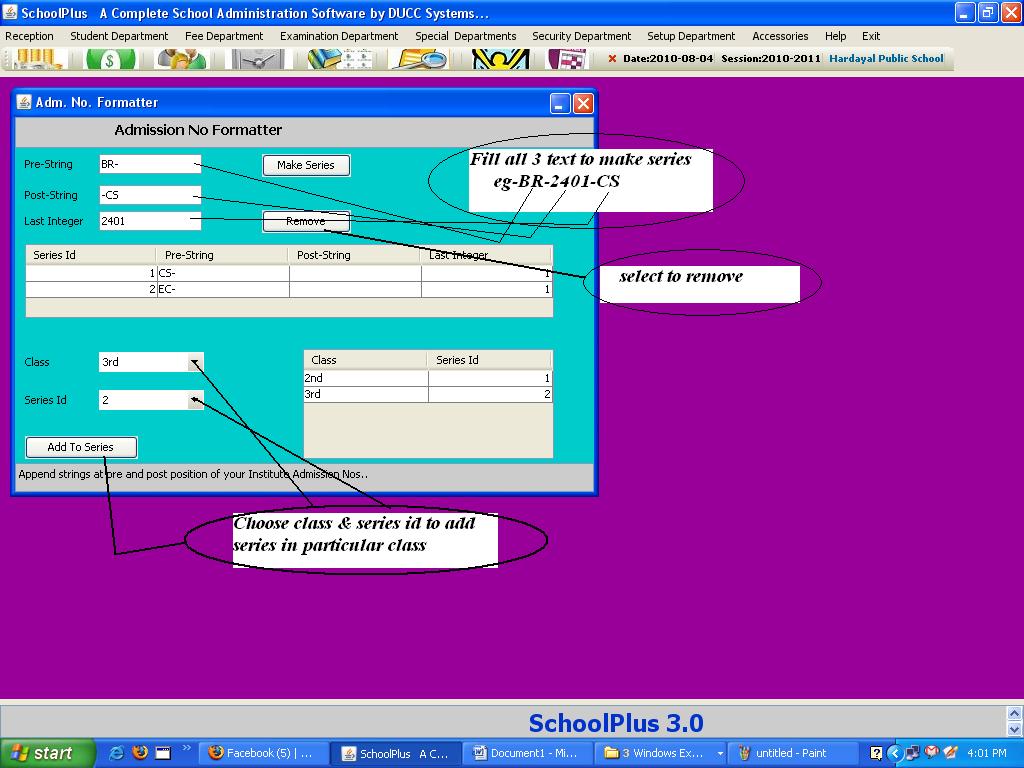 SchoolPlus A Complete School Administration Software by DUCC Systems...
Reception Student Department Fee Department Examination Department Special Departments Security Department Setup Department Accessories Help Exit
Date:2010-08-04 Session:2010-2011 Hardayal Public School
Adm. No. Formatter
Admission No Formatter
Pre-String BR- Make Series
Fill all 3 text to make series
eg-BR-2401-CS
Post-String -CS
Last Integer 2401 Remove
Series Id Pre-String Post-String Last Integer
1 CS- 1
2 EC- 1
select to remove
Class 3rd
Series Id 2
Class Series Id
2nd 1
3rd 2
Add To Series
Append strings at pre and post position of your Institute Admission Nos..
Choose class & series id to add
series in particular class
SchoolPlus 3.0
start Facebook (5) | ... SchoolPlus A C... Document1 - Mi... 3 Windows Ex... untitled - Paint 4:01 PM